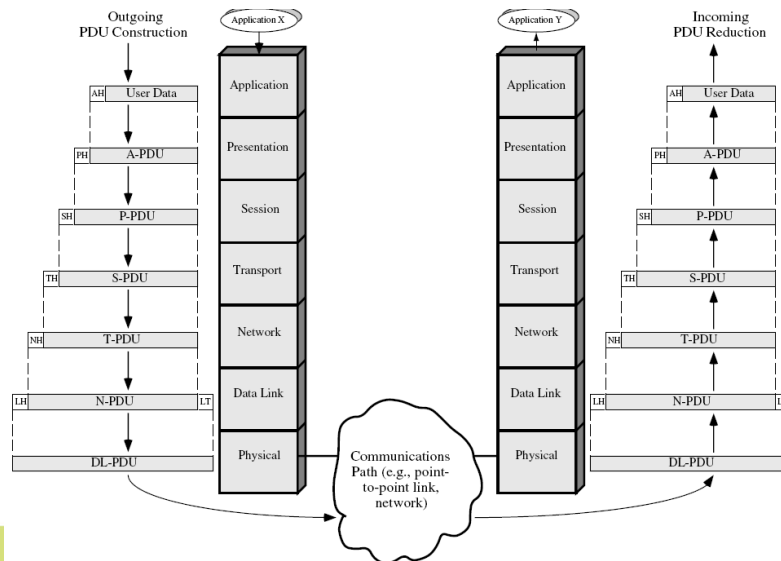 Outgoing
PDU Construction
Application X
Application Y
Incoming
PDU Reduction
AH User Data
Application
Application
AH User Data
PH A-PDU
Presentation
Presentation
PH A-PDU
SH P-PDU
Session
Session
SH P-PDU
TH S-PDU
Transport
Transport
TH S-PDU
NH T-PDU
Network
Network
NH T-PDU
LH N-PDU LT
Data Link
Data Link
LH N-PDU L
DL-PDU
Physical
Communications
Path (e.g., point-
to-point link,
network)
Physical
DL-PDU